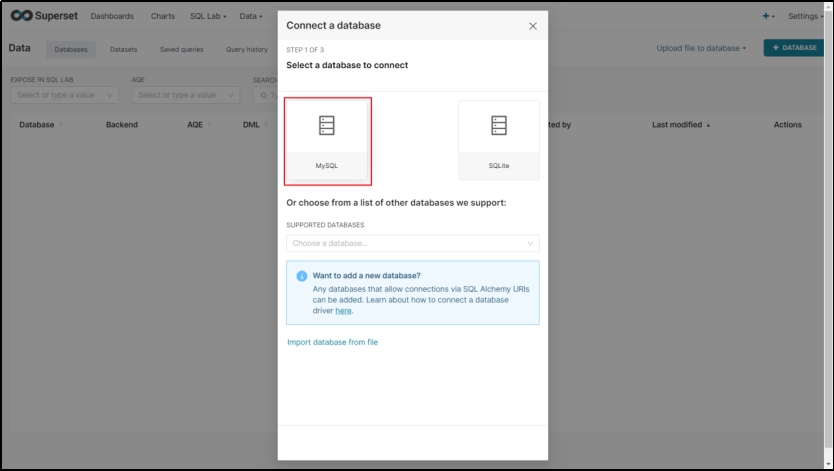 Superset Dashboards Charts SQL Lab Data + Settings
Data Databases Datasets Saved queries Query history Upload file to database + DATABASE
EXPOSE IN SQL LAB AQE
Select or type a value Select or type a value
Database Backend AQE DML Last modified Actions
Connect a database
STEP 1 OF 3
Select a database to connect
MySQL SQLite
Or choose from a list of other databases we support:
SUPPORTED DATABASES
Choose a database...
Want to add a new database?
Any databases that allow connections via SQL Alchemy URIs
can be added. Learn about how to connect a database
driver here.
Import database from file